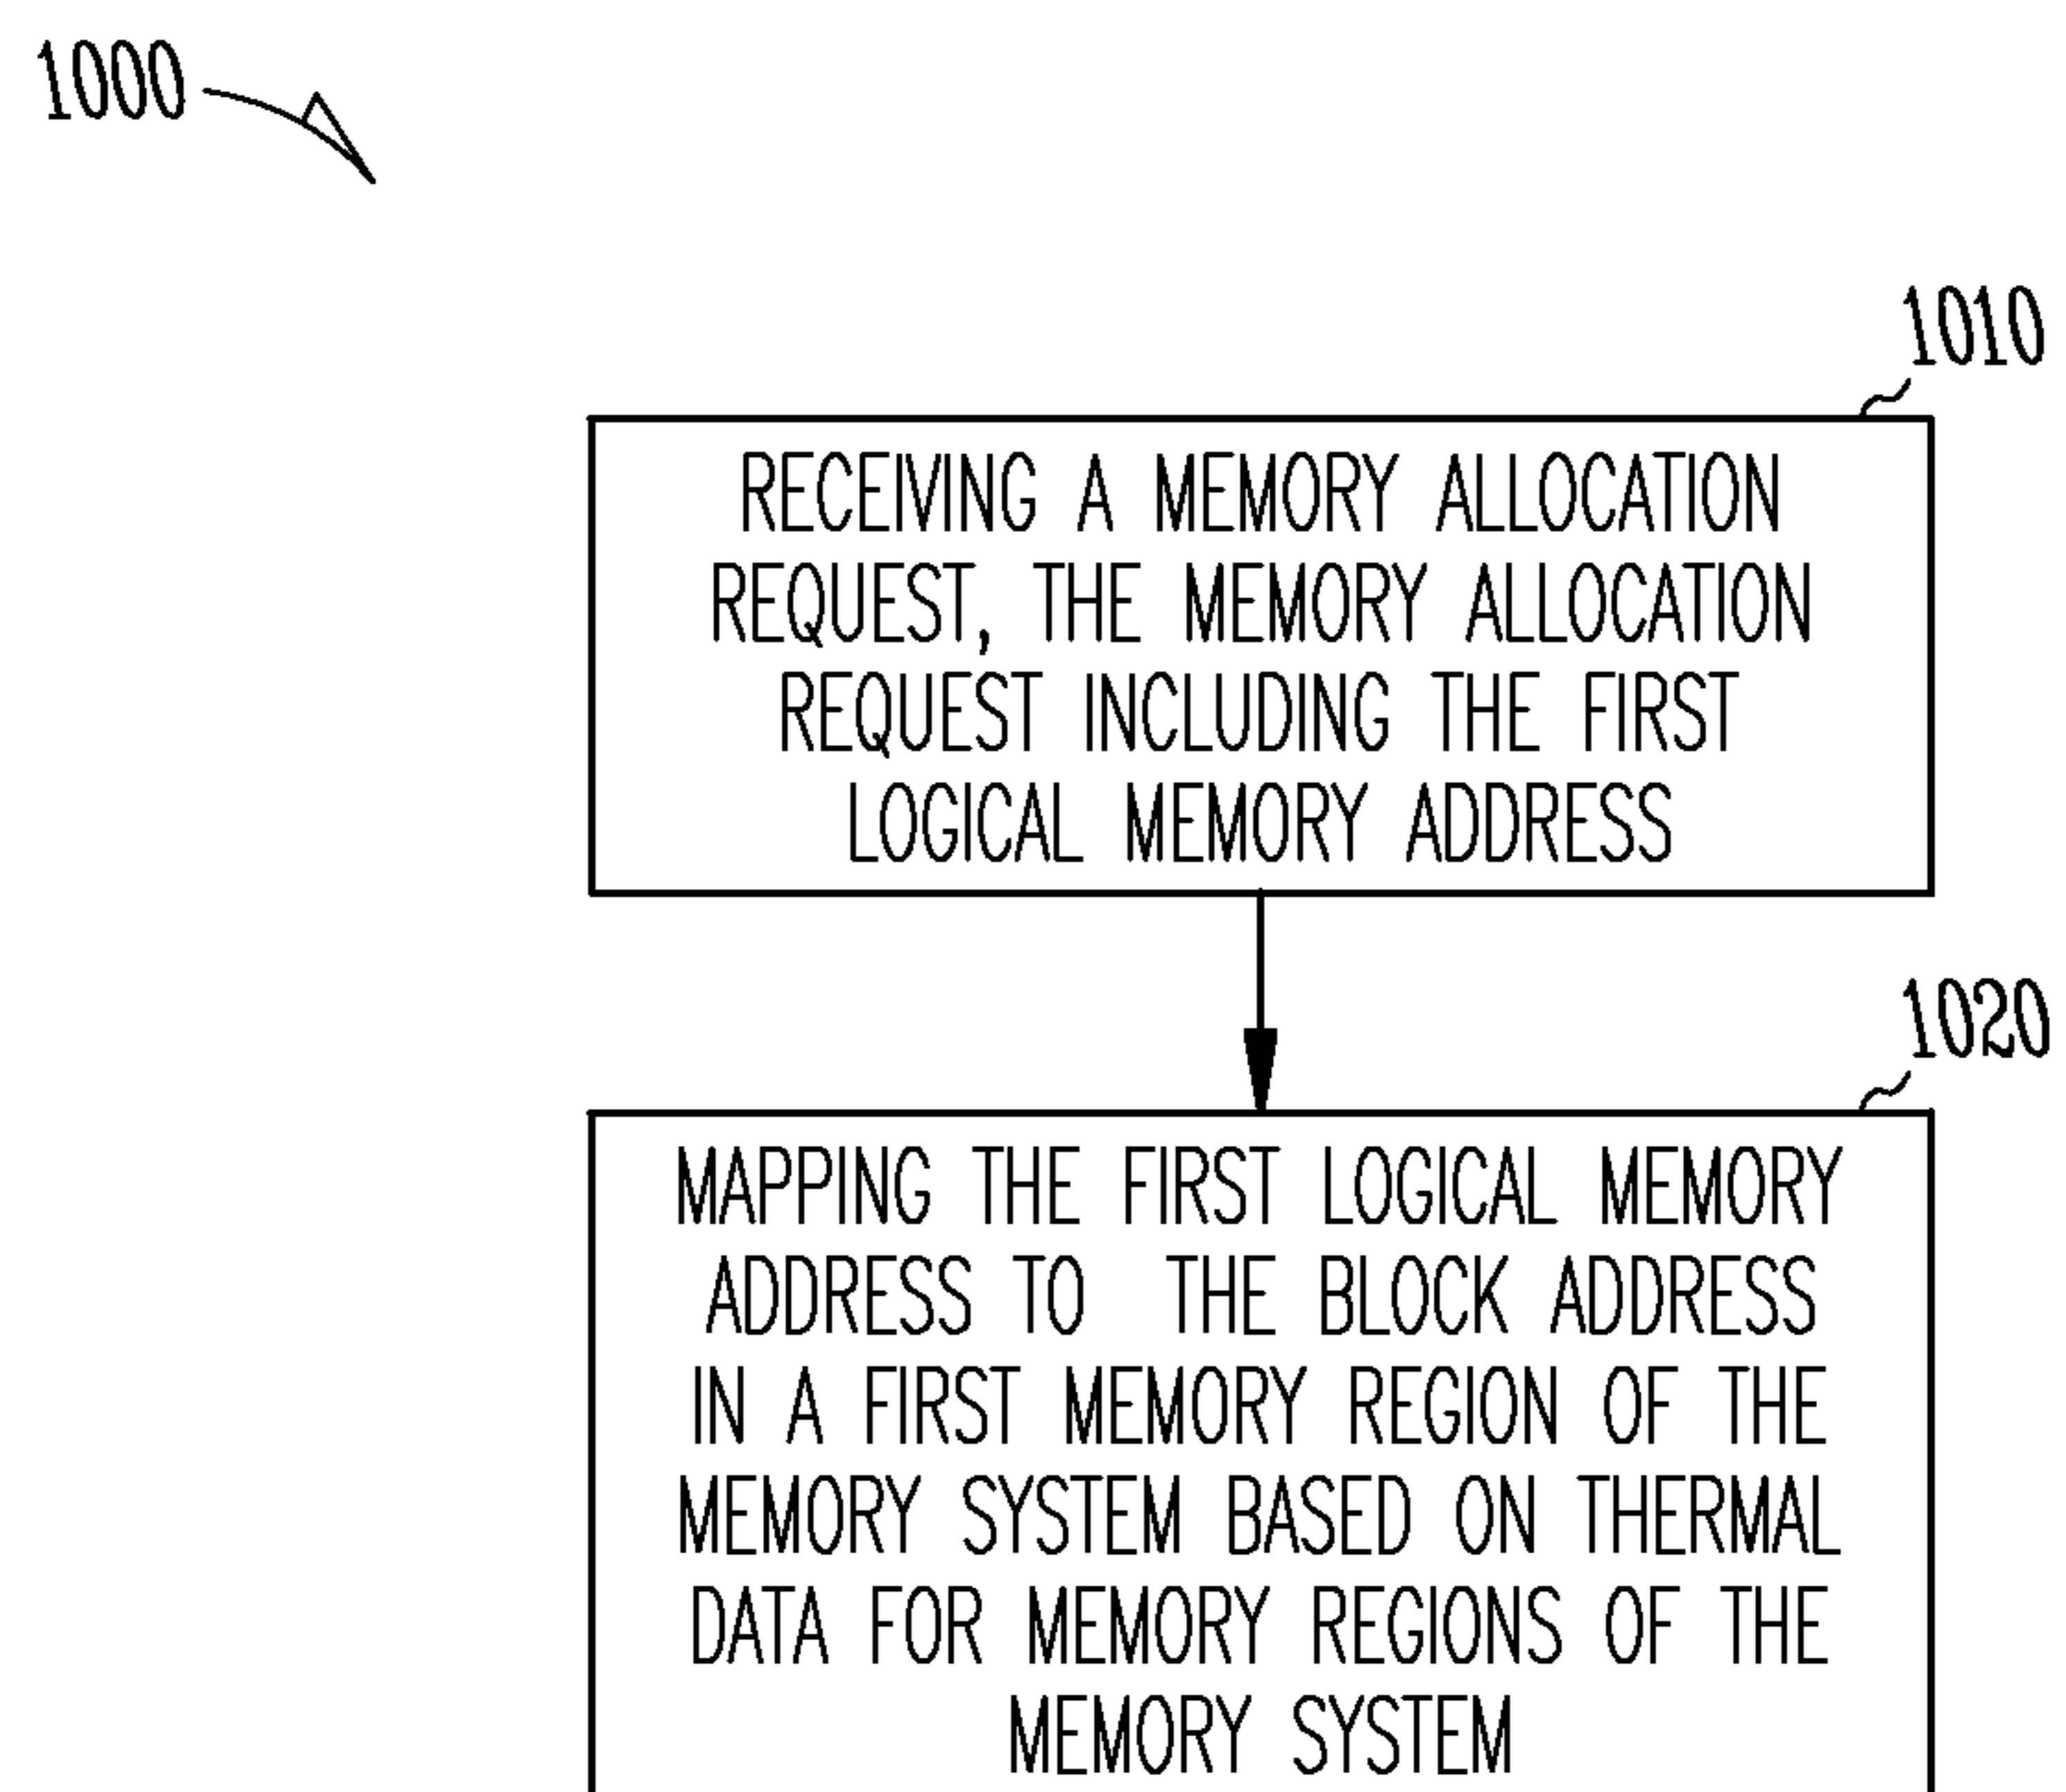 1000
1010
RECEIVING A MEMORY ALLOCATION
REQUEST, THE MEMORY ALLOCATION
REQUEST INCLUDING THE FIRST
LOGICAL MEMORY ADDRESS
1020
MAPPING THE FIRST LOGICAL MEMORY
ADDRESS TO THE BLOCK ADDRESS
IN A FIRST MEMORY REGION OF THE
MEMORY SYSTEM BASED ON THERMAL
DATA FOR MEMORY REGIONS OF THE
MEMORY SYSTEM